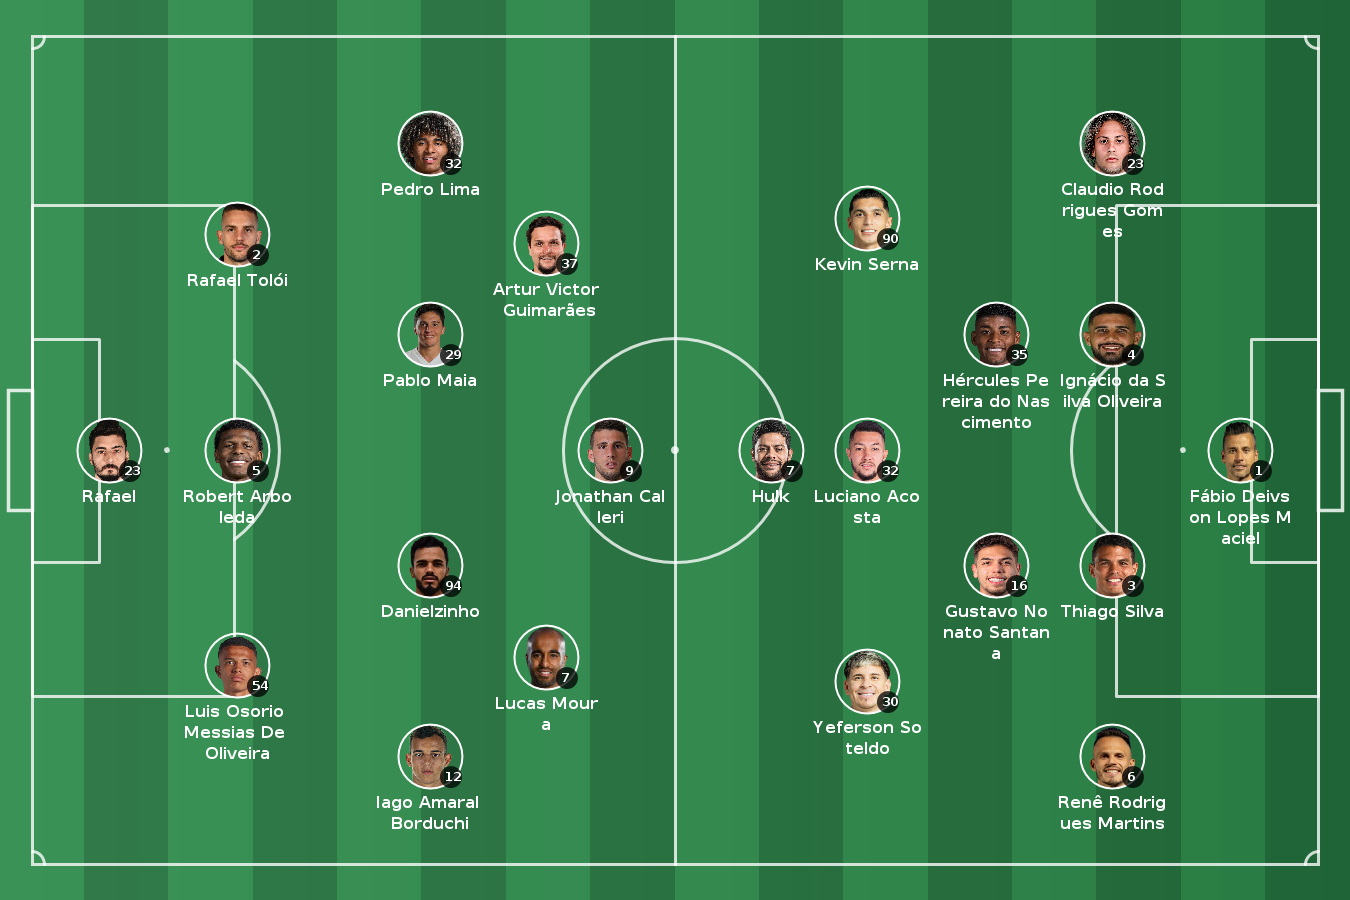 32
Pedro Lima
23
Claudio Rod
rigues Gom
es
2
Rafael Tolói
37
Artur Victor
Guimarães
90
Kevin Serna
29
Pablo Maia
35
Hércules Pe
reira do Nas
cimento
4
Ignácio da S
ilva Oliveira
23
Rafael
5
Robert Arbo
leda
9
Jonathan Cal
leri
7
Hulk
32
Luciano Aco
sta
1
Fábio Deivs
on Lopes M
aciel
94
Danielzinho
16
Gustavo No
nato Santan
a
3
Thiago Silva
54
Luis Osorio
Messias De
Oliveira
7
Lucas Mour
a
30
Yeferson So
teldo
12
Iago Amaral
Borduchi
6
Renê Rodrig
ues Martins